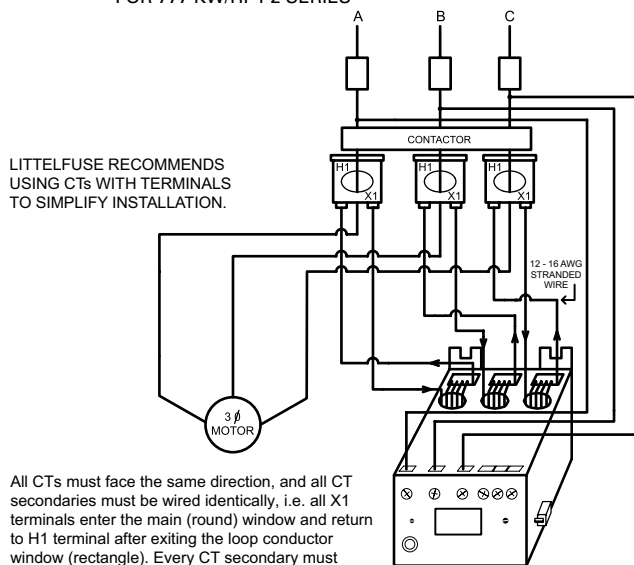 FOR 777-KW/HP-P2 SERIES
A B C
CONTACTOR
H1 H1 H1
X1 X1 X1
LITTELFUSE RECOMMENDS
USING CTs WITH TERMINALS
TO SIMPLIFY INSTALLATION.
12 - 16 AWG
STRANDED
WIRE
3 ϕ
MOTOR
All CTs must face the same direction, and all CT
secondaries must be wired identically, i.e. all X1
terminals enter the main (round) window and return
to H1 terminal after exiting the loop conductor
window (rectangle). Every CT secondary must